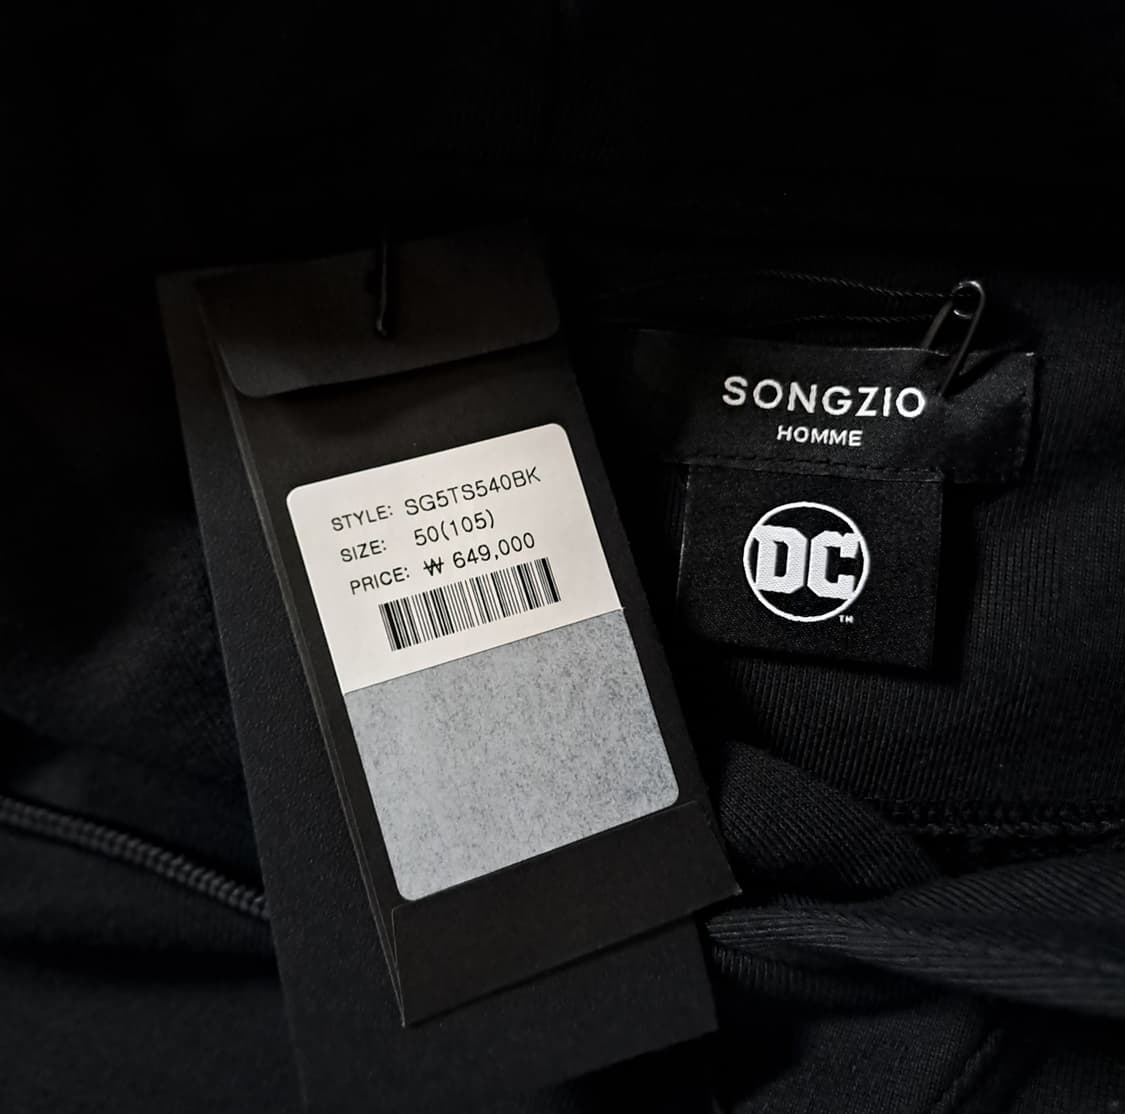 STYLE: SG5TS540BK
SIZE: 50(105)
PRICE: ₩ 649,000
SONGZIO
HOMME
DC
TM